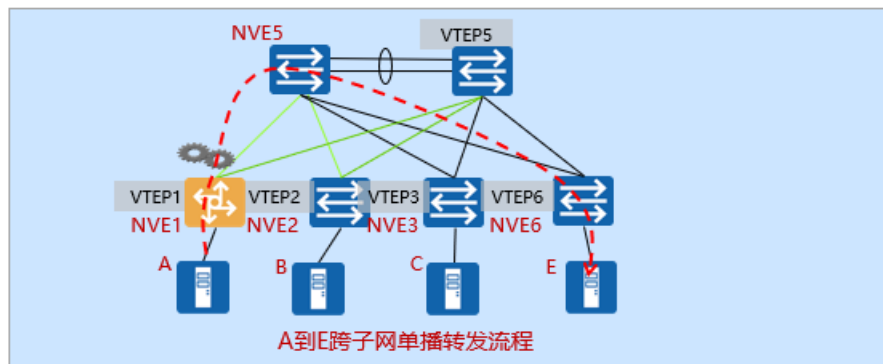 NVE5
VTEP5
VTEP1
VTEP2
VTEP3
VTEP6
NVE1
NVE2
NVE3
NVE6
A
B
C
E
A到E跨子网单播转发流程